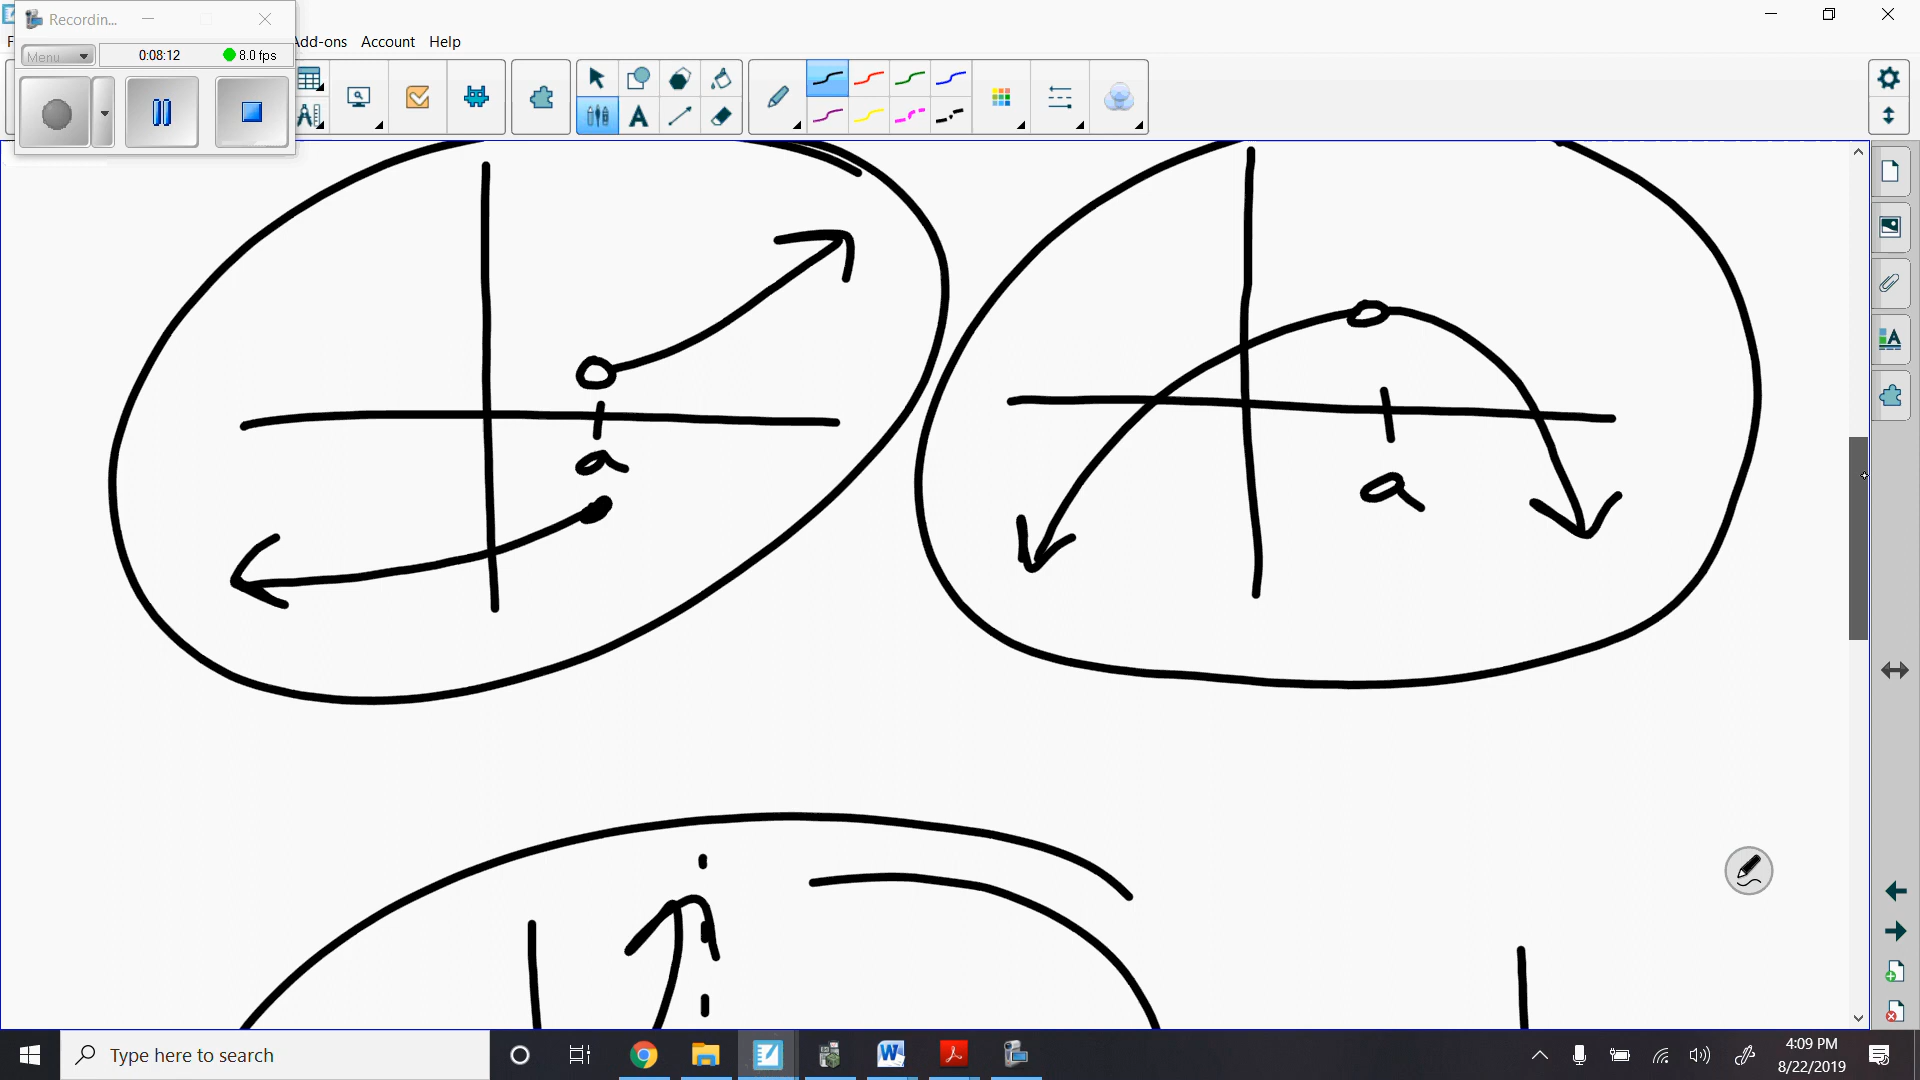 Recordin...
Menu
0:08:12
8.0 fps
Add-ons Account Help
a
a
Type here to search
4:09 PM
8/22/2019